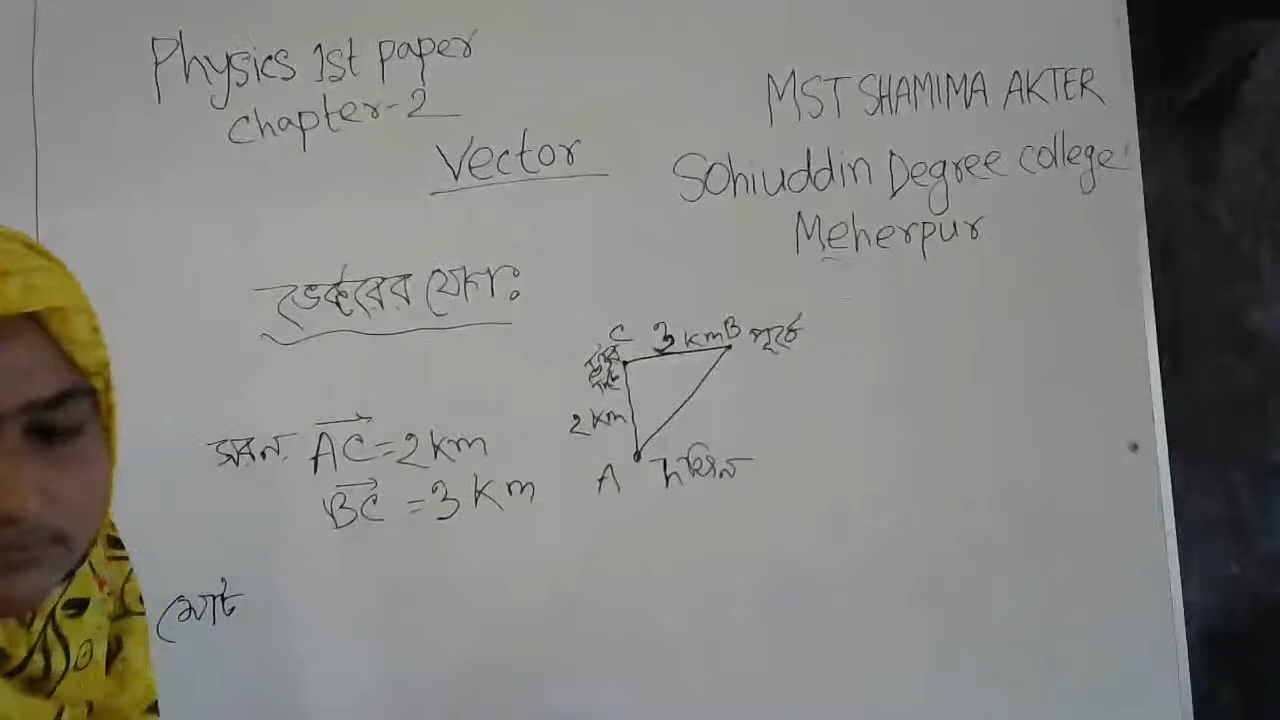 Physics 1st paper
chapter-2
Vector
MST SHAMIMA AKTER
Sohiuddin Degree college
Meherpur
ভেক্টরের যোগ:
C 3 km B পূর্ব
2 km
A দক্ষিন
AC = 2 km
BC = 3 km
মোট